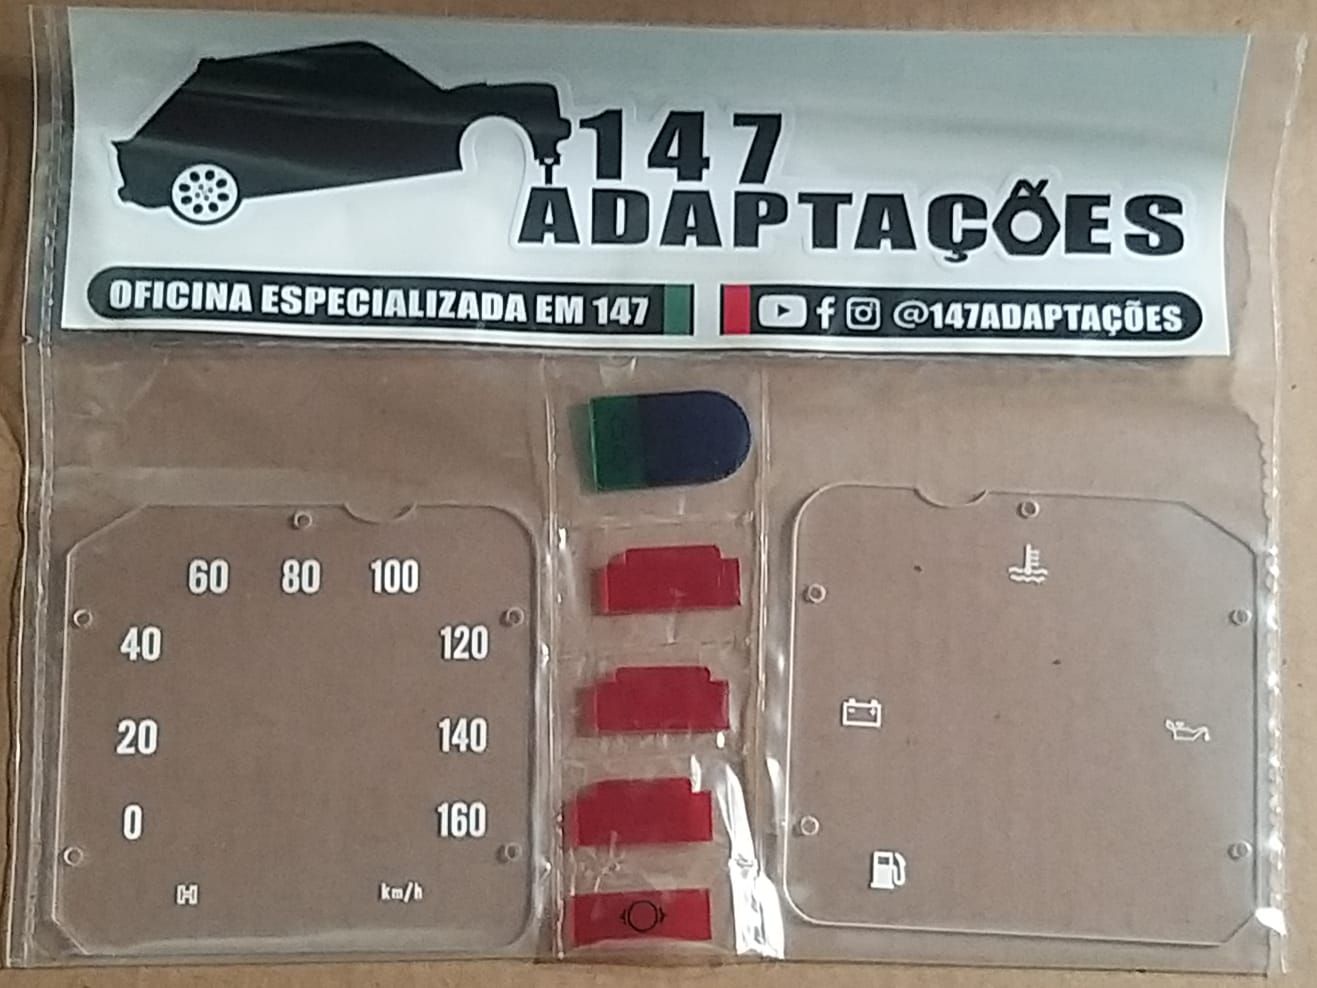 147
ADAPTAÇÕES
OFICINA ESPECIALIZADA EM 147
@147ADAPTAÇÕES
60 80 100
40 120
20 140
0 160
km/h